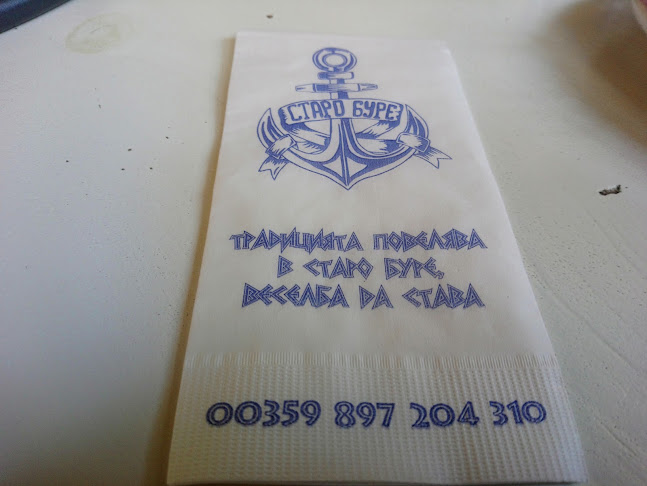 СТАРО БУРЕ
ТРАДИЦИЯТА ПОВЕЛЯВА
В СТАРО БУРЕ,
ВЕСЕЛБА ДА СТАВА
00359 897 204 310